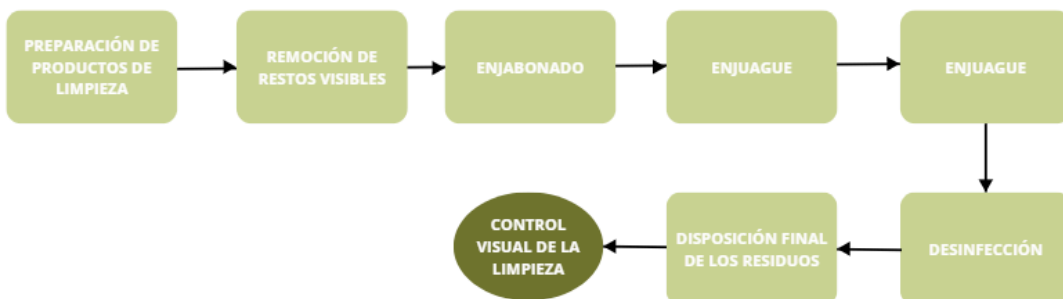 PREPARACIÓN DE
PRODUCTOS DE
LIMPIEZA
REMOCIÓN DE
RESTOS VISIBLES
ENJABONADO
ENJUAGUE
ENJUAGUE
DESINFECCIÓN
DISPOSICIÓN FINAL
DE LOS RESIDUOS
CONTROL
VISUAL DE LA
LIMPIEZA